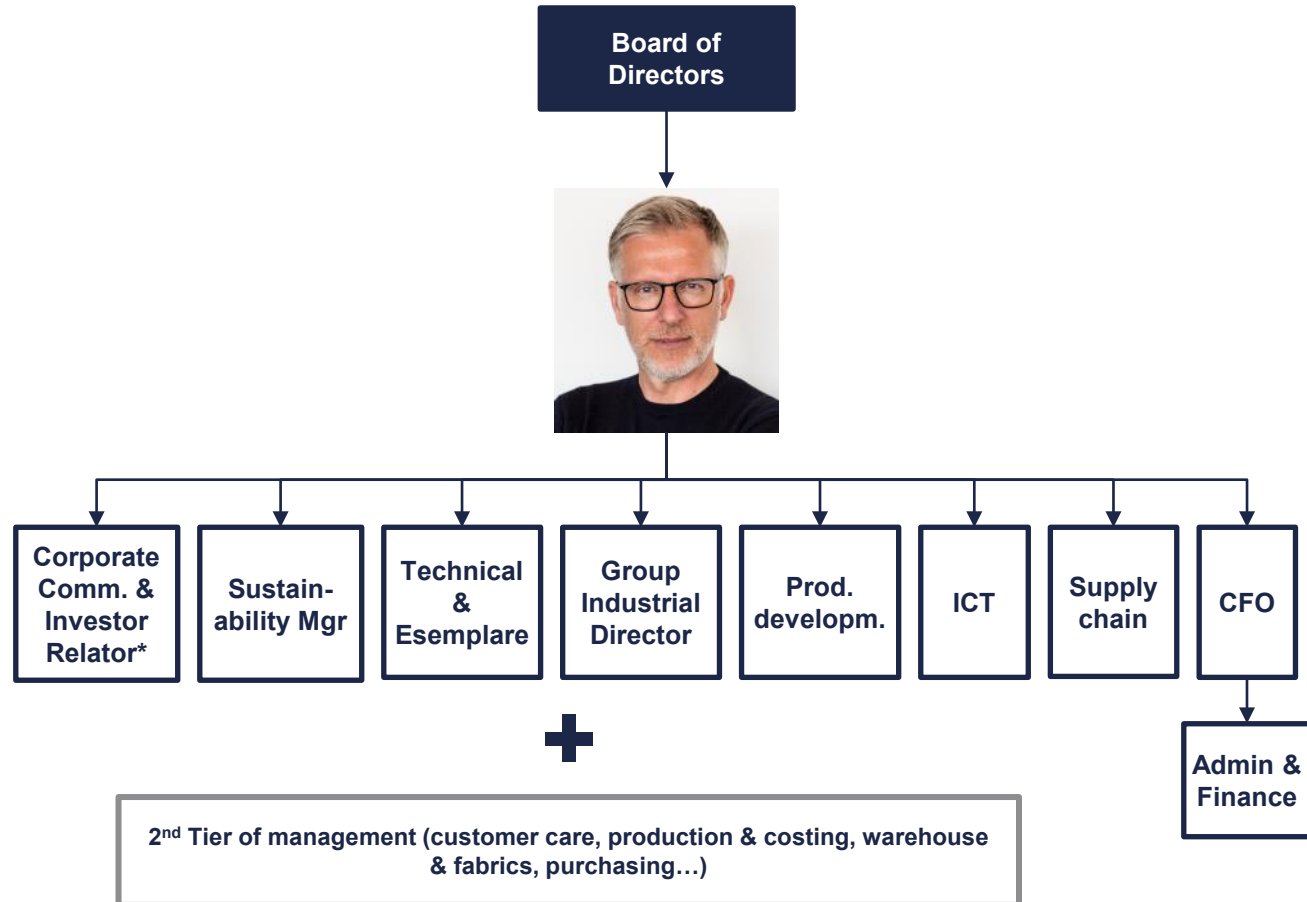 Board of
Directors
Corporate
Comm. &
Investor
Relator*
Sustain-
ability Mgr
Technical
&
Esemplare
Group
Industrial
Director
Prod.
developm.
ICT
Supply
chain
CFO
Admin &
Finance
2nd Tier of management (customer care, production & costing, warehouse
& fabrics, purchasing…)